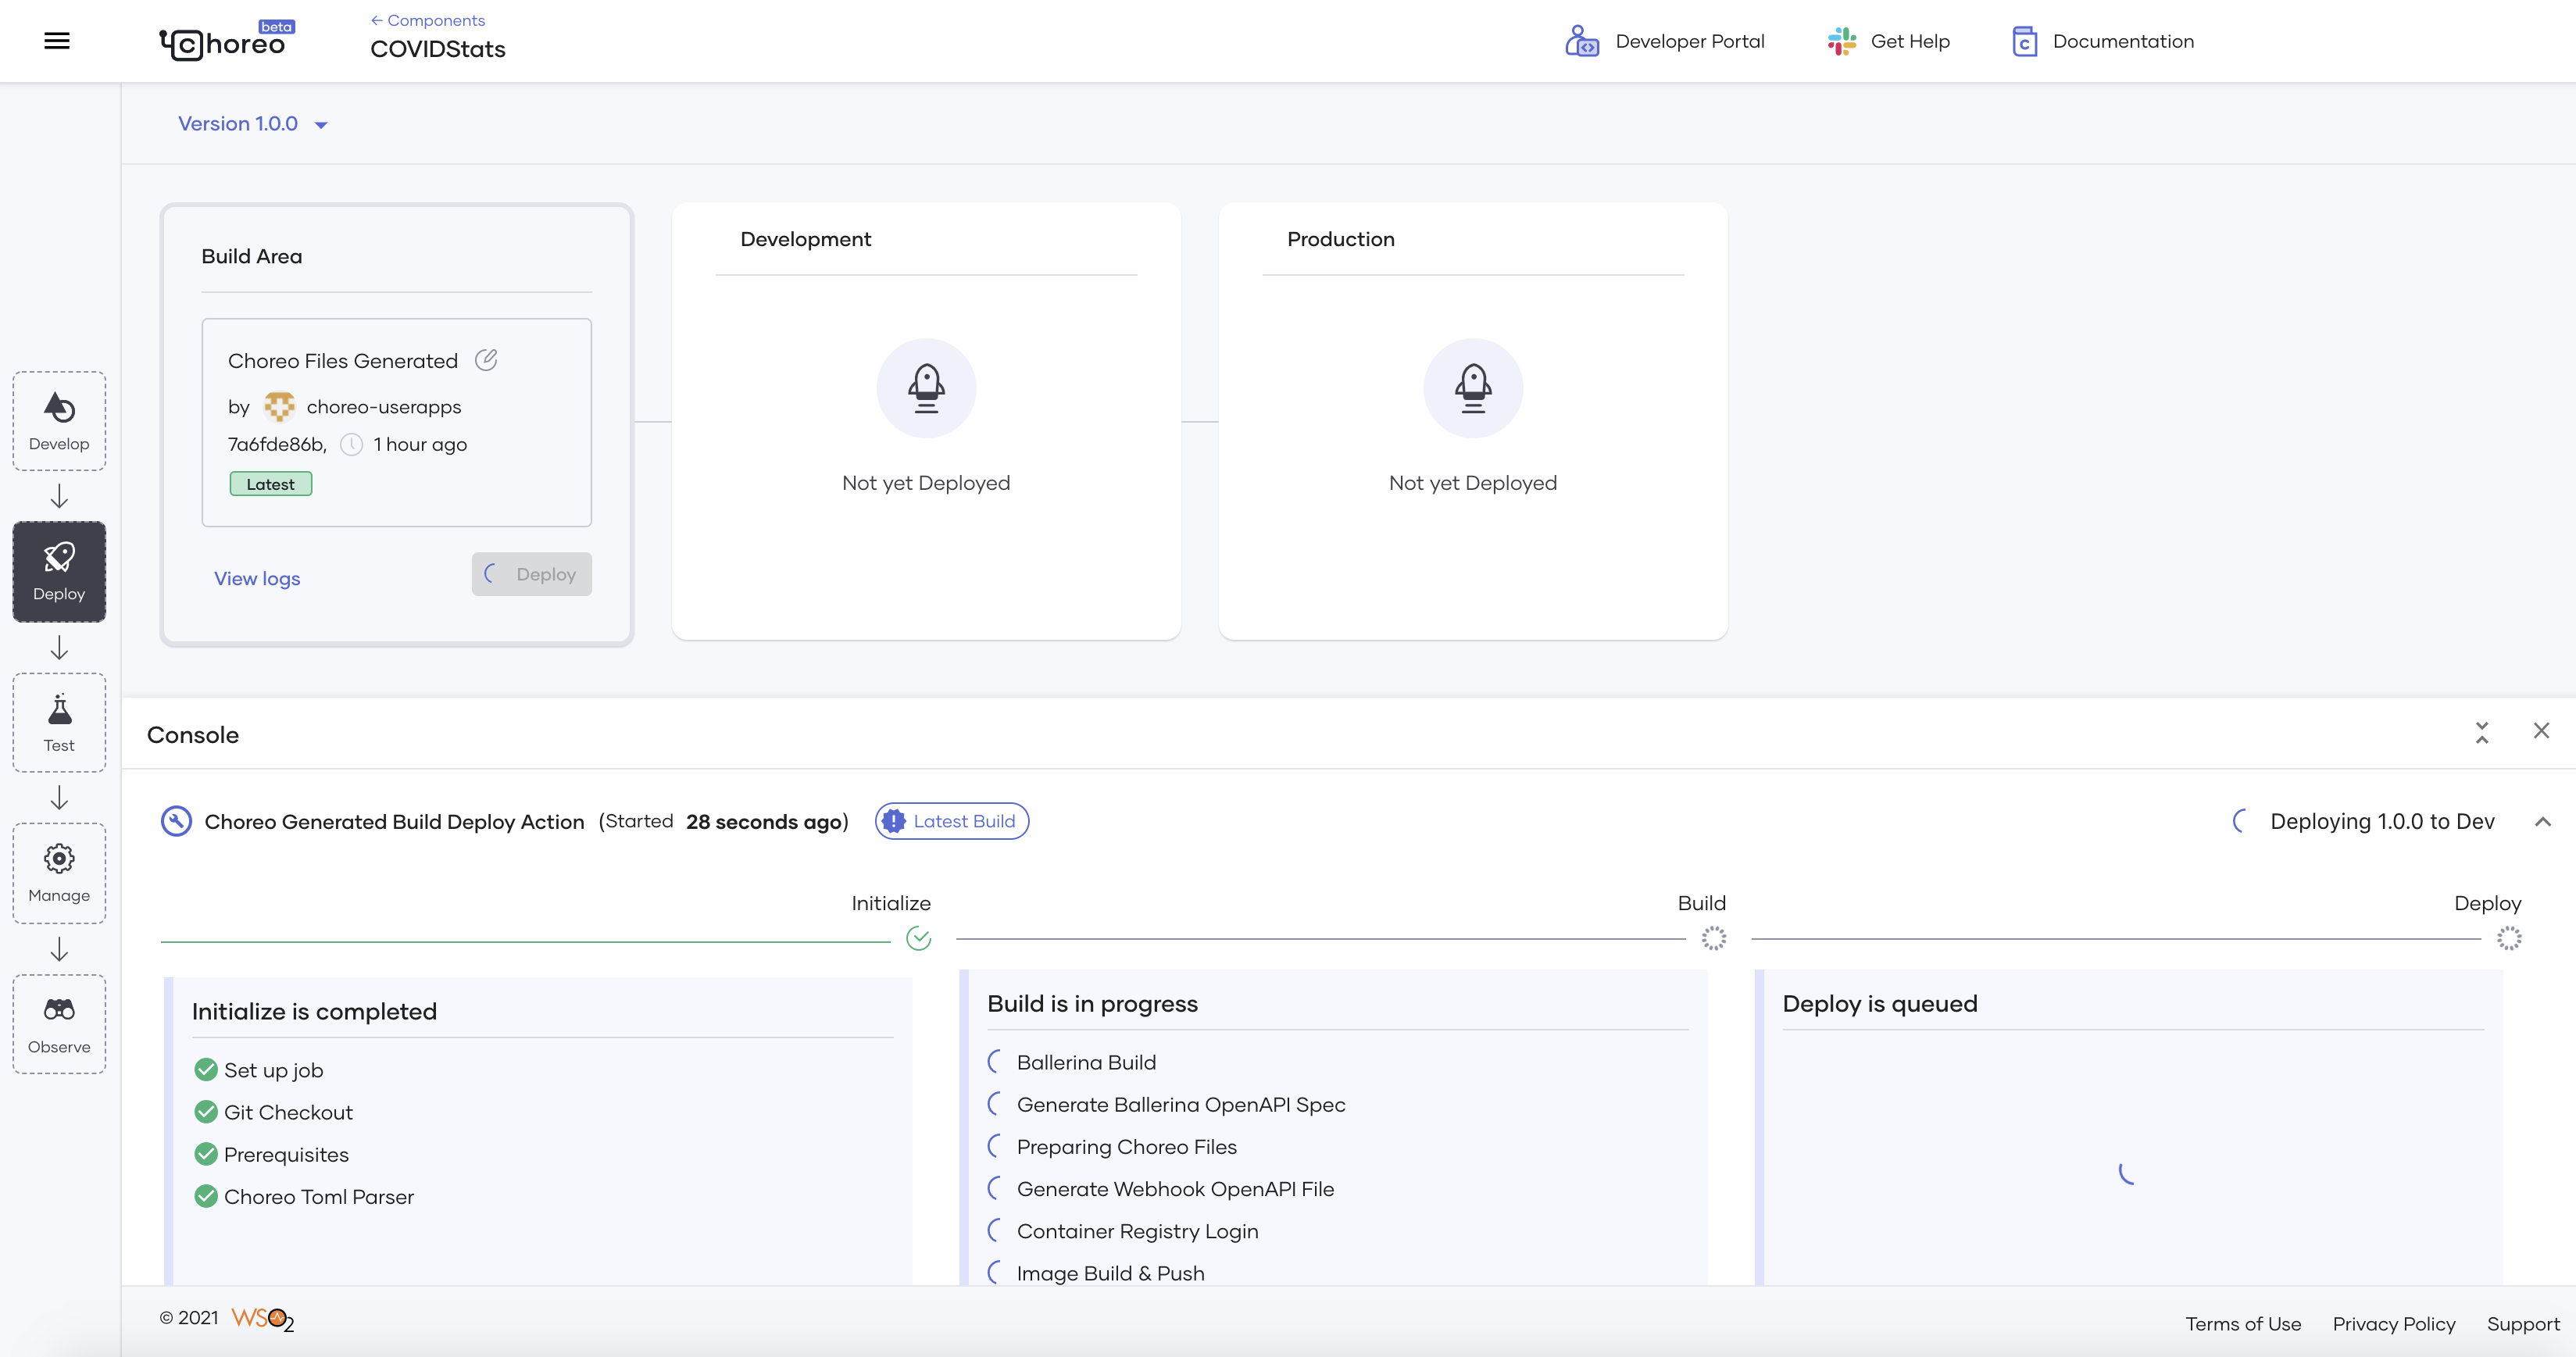 Choreo beta
← Components
COVIDStats
Developer Portal
Get Help
Documentation
Version 1.0.0
Build Area
Choreo Files Generated
by choreo-userapps
7a6fde86b, 1 hour ago
Latest
View logs
Deploy
Development
Not yet Deployed
Production
Not yet Deployed
Develop
Deploy
Test
Manage
Observe
Console
Choreo Generated Build Deploy Action (Started 28 seconds ago) Latest Build
Deploying 1.0.0 to Dev
Initialize
Build
Deploy
Initialize is completed
Set up job
Git Checkout
Prerequisites
Choreo Toml Parser
Build is in progress
Ballerina Build
Generate Ballerina OpenAPI Spec
Preparing Choreo Files
Generate Webhook OpenAPI File
Container Registry Login
Image Build & Push
Deploy is queued
© 2021 WSO2
Terms of Use
Privacy Policy
Support